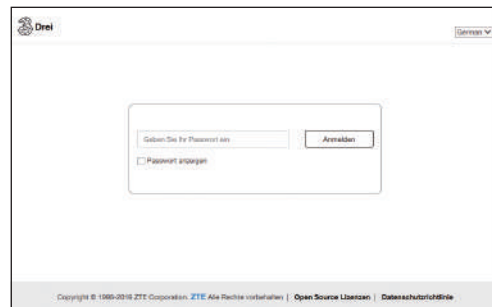 Drei
German
Geben Sie Ihr Passwort ein
Anmelden
Passwort anzeigen
Copyright © 1998-2016 ZTE Corporation. ZTE Alle Rechte vorbehalten | Open Source Lizenzen | Datenschutzrichtlinie